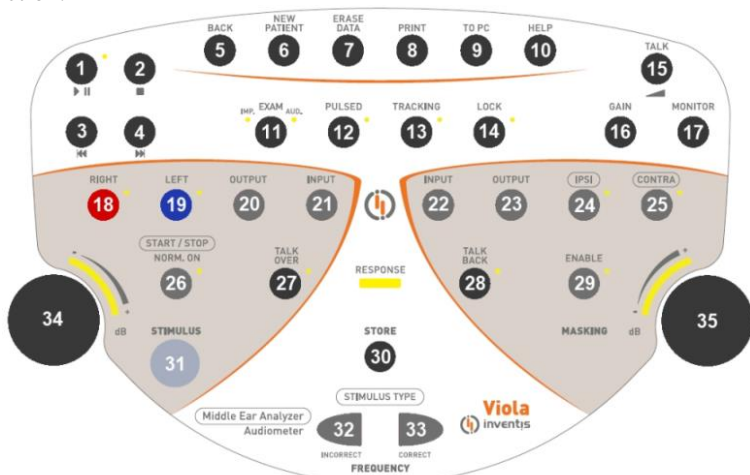 BACK
NEW
PATIENT
ERASE
DATA
PRINT
TO PC
HELP
5 6 7 8 9 10
1 2
TALK
15
IMP. EXAM AUD.
PULSED
TRACKING
LOCK
GAIN
MONITOR
3 4 11 12 13 14 16 17
RIGHT
LEFT
OUTPUT
INPUT
INPUT
OUTPUT
IPSI
CONTRA
18 19 20 21 22 23 24 25
START / STOP
NORM. ON
TALK
OVER
RESPONSE
TALK
BACK
ENABLE
26 27 28 29
34 35
dB
STIMULUS
STORE
MASKING
dB
31 30
STIMULUS TYPE
Middle Ear Analyzer
Audiometer
32 33
Viola
inventis
INCORRECT
CORRECT
FREQUENCY